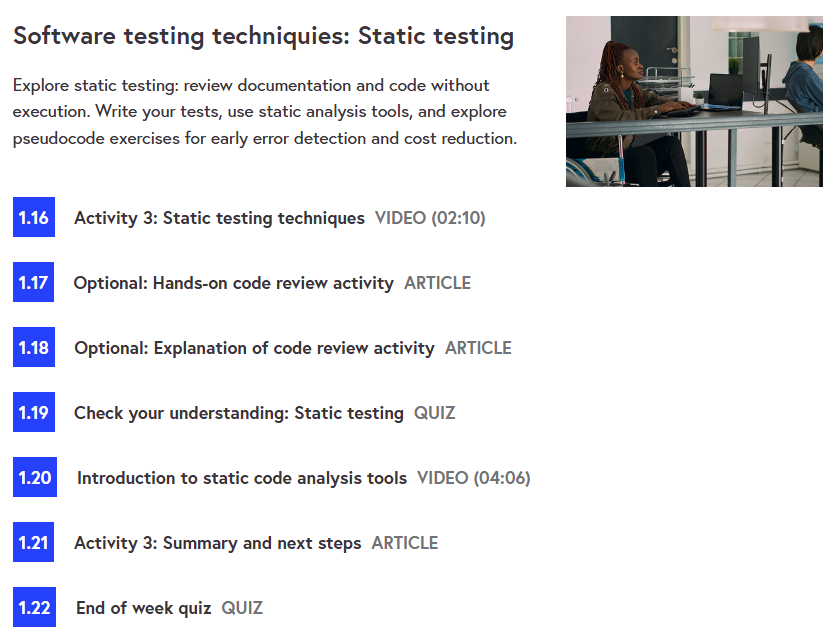 Software testing techniquies: Static testing
Explore static testing: review documentation and code without
execution. Write your tests, use static analysis tools, and explore
pseudocode exercises for early error detection and cost reduction.
1.16 Activity 3: Static testing techniques VIDEO (02:10)
1.17 Optional: Hands-on code review activity ARTICLE
1.18 Optional: Explanation of code review activity ARTICLE
1.19 Check your understanding: Static testing QUIZ
1.20 Introduction to static code analysis tools VIDEO (04:06)
1.21 Activity 3: Summary and next steps ARTICLE
1.22 End of week quiz QUIZ